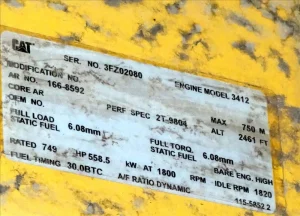 CAT
SER. NO. 3FZ02080
MODIFICATION NO.
ENGINE MODEL 3412
AR NO. 166-8592
CORE AR
PERF SPEC 2T-9804
MAX 750 M
ALT 2461 FT
FULL LOAD
STATIC FUEL 6.08mm
FULL TORQ.
STATIC FUEL 6.08mm
RATED 749 HP 558.5 kW AT 1800 RPM
BARE ENG. HIGH
IDLE RPM 1820
FUEL TIMING 30.0BTC
A/F RATIO DYNAMIC
115-5852 2